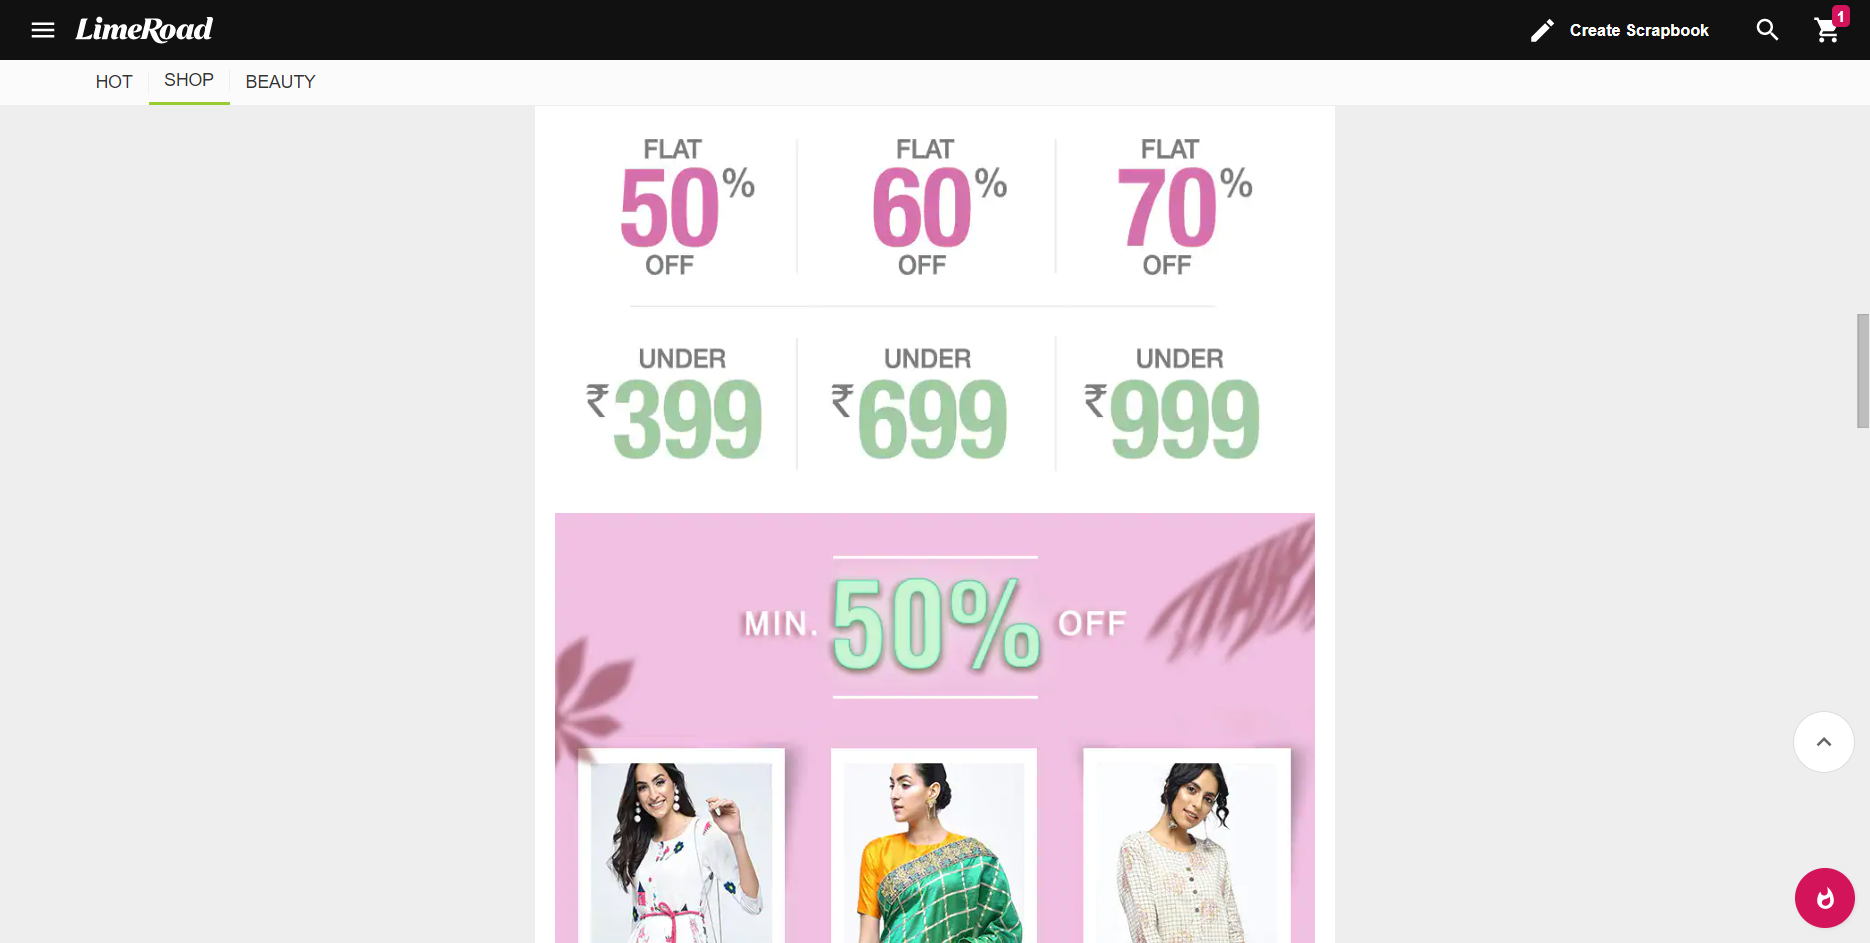 LimeRoad
Create Scrapbook
1
HOT
SHOP
BEAUTY
FLAT
50%
OFF
FLAT
60%
OFF
FLAT
70%
OFF
UNDER
₹399
UNDER
₹699
UNDER
₹999
MIN. 50% OFF